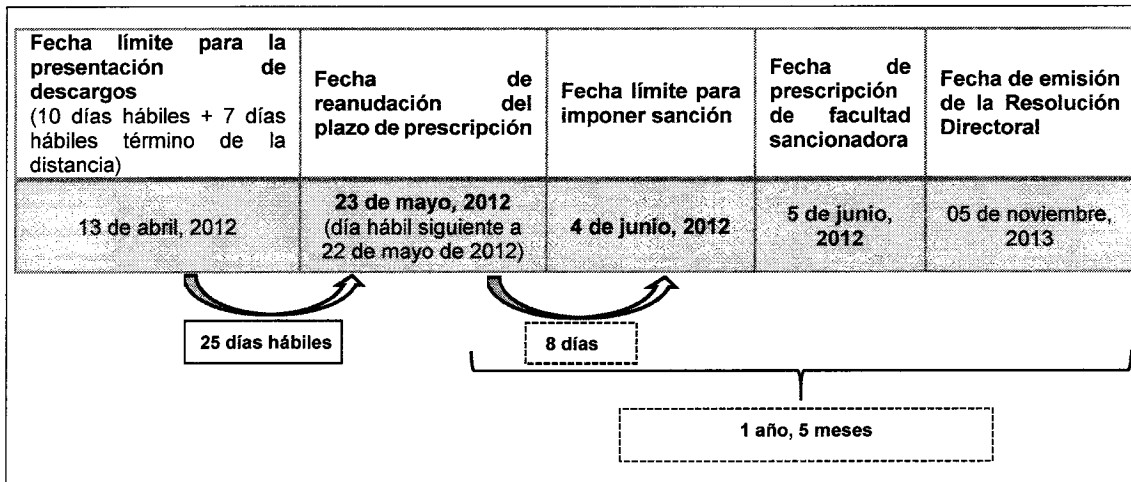 Fecha límite para la
presentación de
descargos
(10 días hábiles + 7 días
hábiles término de la
distancia)
Fecha de
reanudación del
plazo de prescripción
Fecha límite para
imponer sanción
Fecha de
prescripción
de facultad
sancionadora
Fecha de emisión
de la Resolución
Directoral
13 de abril, 2012
23 de mayo, 2012
(día hábil siguiente a
22 de mayo de 2012)
4 de junio, 2012
5 de junio,
2012
05 de noviembre,
2013
25 días hábiles
8 días
1 año, 5 meses